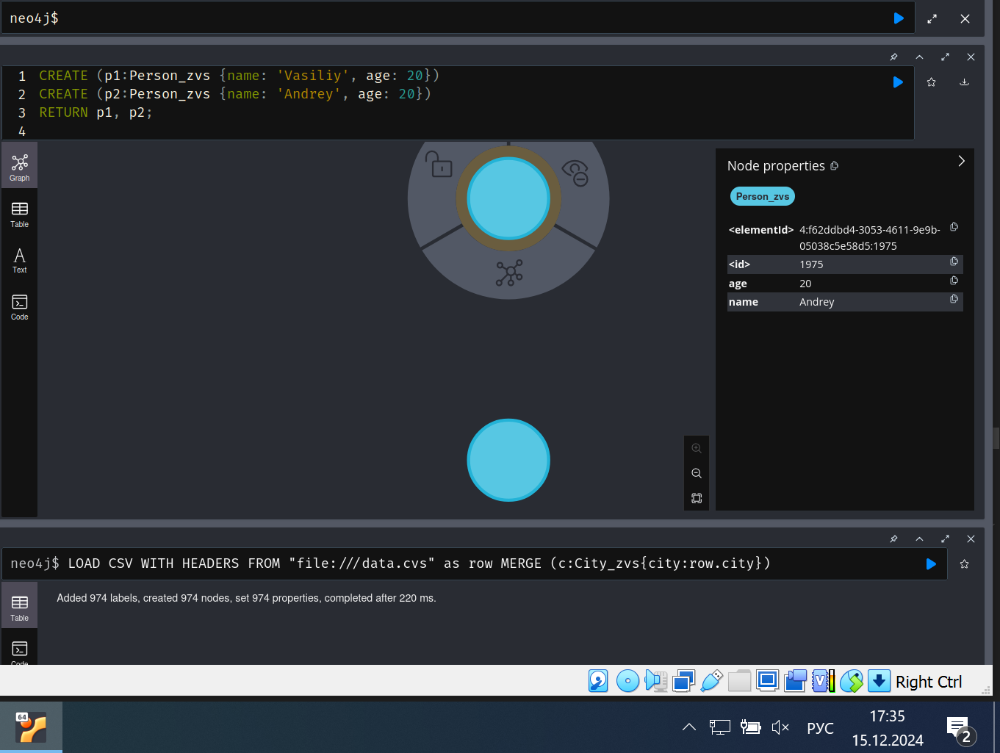 neo4j$
1 CREATE (p1:Person_zvs {name: 'Vasiliy', age: 20})
2 CREATE (p2:Person_zvs {name: 'Andrey', age: 20})
3 RETURN p1, p2;
4
Graph
Table
Text
Code
Node properties
Person_zvs
<elementId> 4:f62ddbd4-3053-4611-9e9b-
05038c5e58d5:1975
<id> 1975
age 20
name Andrey
neo4j$ LOAD CSV WITH HEADERS FROM "file:///data.cvs" as row MERGE (c:City_zvs{city:row.city})
Table
Added 974 labels, created 974 nodes, set 974 properties, completed after 220 ms.
Code
V
Right Ctrl
64
РУС
17:35
15.12.2024
2